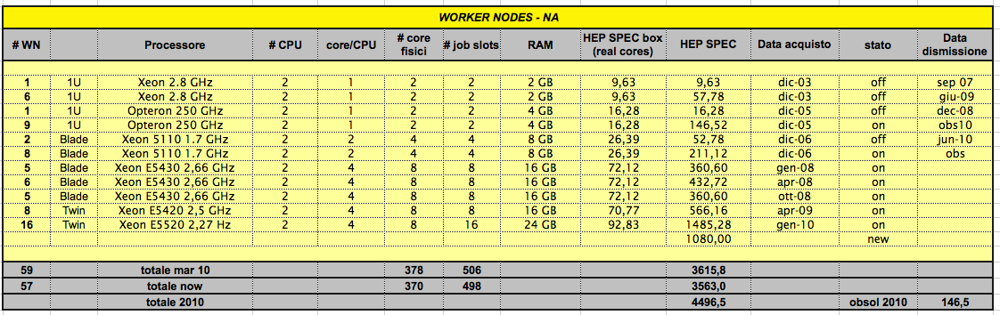 WORKER NODES - NA
# WN Processore # CPU core/CPU # core fisici # job slots RAM HEP SPEC box (real cores) HEP SPEC Data acquisto stato Data dismissione
1 1U Xeon 2.8 GHz 2 1 2 2 2 GB 9,63 9,63 dic-03 off sep 07
6 1U Xeon 2.8 GHz 2 1 2 2 2 GB 9,63 57,78 dic-03 off giu-09
1 1U Opteron 250 GHz 2 1 2 2 4 GB 16,28 16,28 dic-05 off dec-08
9 1U Opteron 250 GHz 2 1 2 2 4 GB 16,28 146,52 dic-05 on obs10
2 Blade Xeon 5110 1.7 GHz 2 2 4 4 8 GB 26,39 52,78 dic-06 off jun-10
8 Blade Xeon 5110 1.7 GHz 2 2 4 4 8 GB 26,39 211,12 dic-06 on obs
5 Blade Xeon E5430 2,66 GHz 2 4 8 8 16 GB 72,12 360,60 gen-08 on
6 Blade Xeon E5430 2,66 GHz 2 4 8 8 16 GB 72,12 432,72 apr-08 on
5 Blade Xeon E5430 2,66 GHz 2 4 8 8 16 GB 72,12 360,60 ott-08 on
8 Twin Xeon E5420 2,5 GHz 2 4 8 8 16 GB 70,77 566,16 apr-09 on
16 Twin Xeon E5520 2,27 Hz 2 4 8 16 24 GB 92,83 1485,28 gen-10 on
1080,00 new
59 totale mar 10 378 506 3615,8
57 totale now 370 498 3563,0
totale 2010 4496,5 obsol 2010 146,5